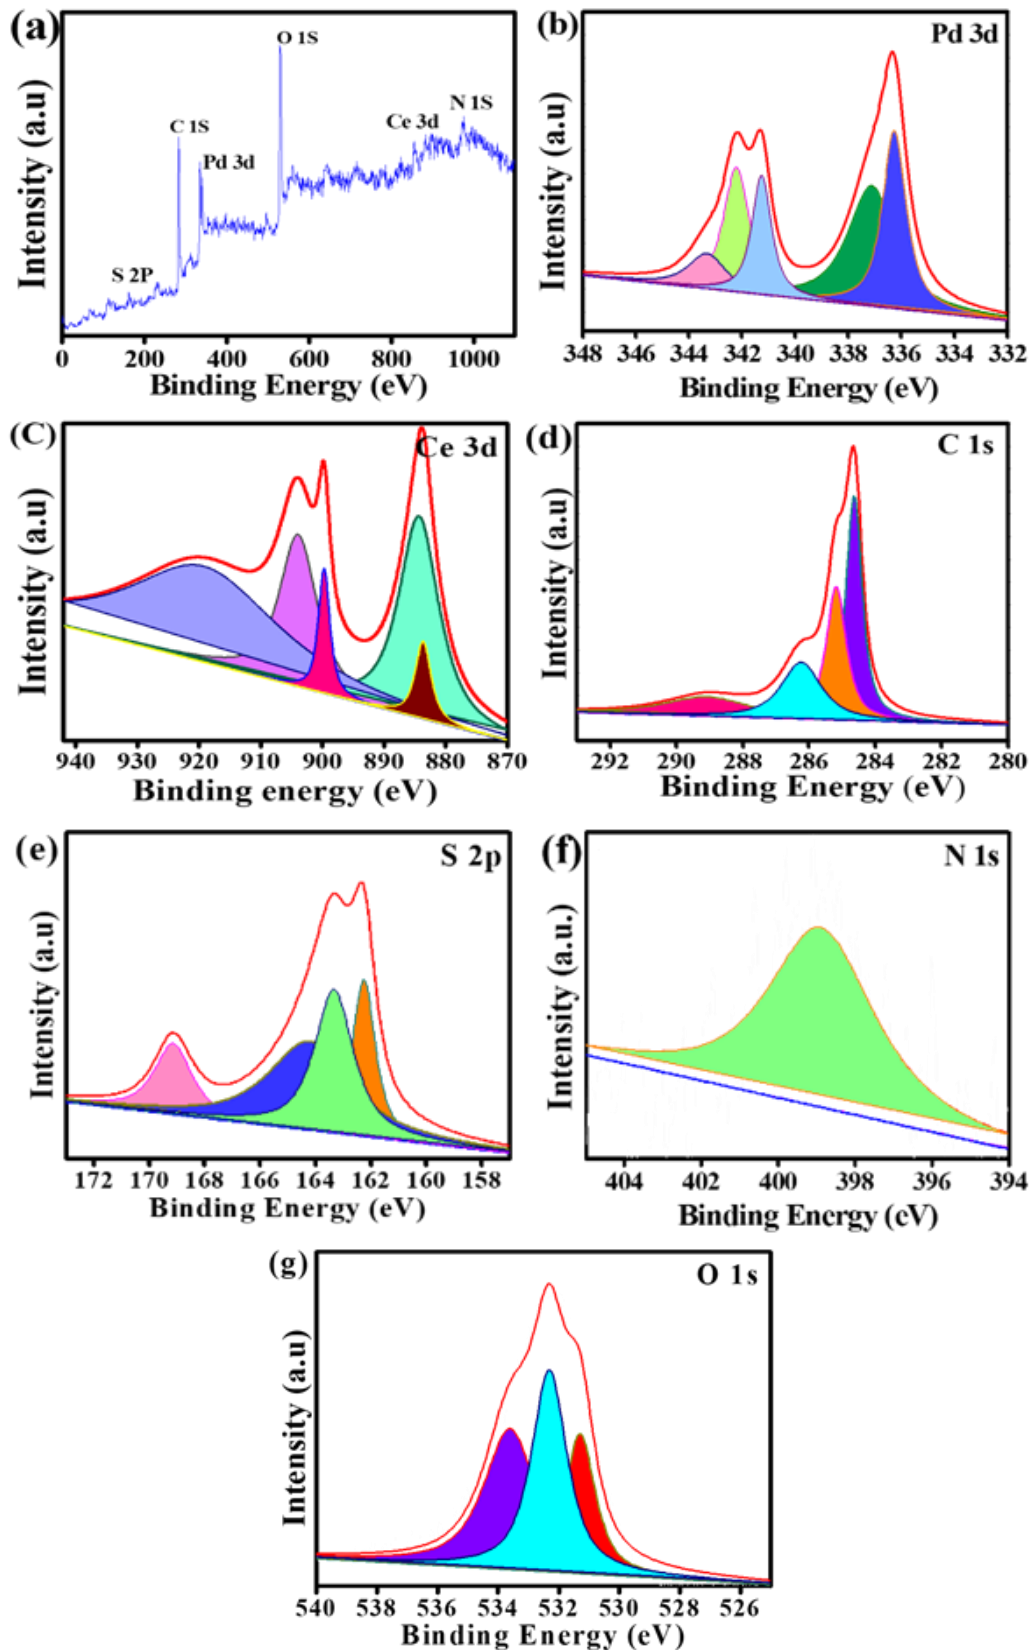 (a)
O 1S
C 1S
Pd 3d
S 2P
Ce 3d
N 1S
Intensity (a.u)
0 200 400 600 800 1000
Binding Energy (eV)
(b)
Pd 3d
Intensity (a.u)
348 346 344 342 340 338 336 334 332
Binding Energy (eV)
(C)
Ce 3d
Intensity (a.u)
940 930 920 910 900 890 880 870
Binding energy (eV)
(d)
C 1s
Intensity (a.u)
292 290 288 286 284 282 280
Binding Energy (eV)
(e)
S 2p
Intensity (a.u)
172 170 168 166 164 162 160 158
Binding Energy (eV)
(f)
N 1s
Intensity (a.u.)
404 402 400 398 396 394
Binding Energy (eV)
(g)
O 1s
Intensity (a.u)
540 538 536 534 532 530 528 526
Binding Energy (eV)